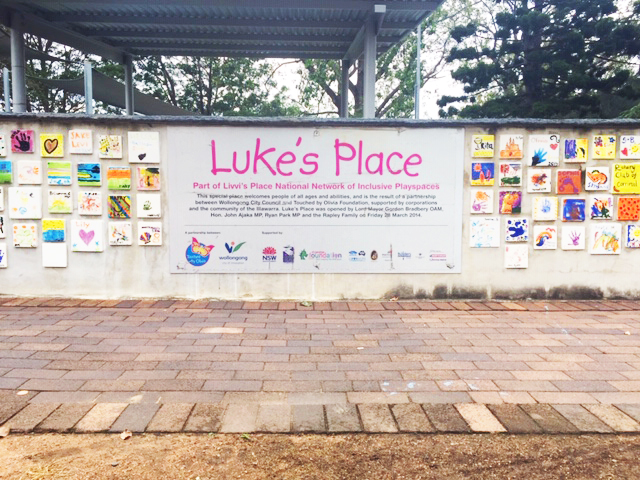 Luke's Place
Part of Livvi's Place National Network of Inclusive Playspaces
This special place welcomes people of all ages and abilities, and is the result of a partnership
between Wollongong City Council and Touched by Olivia Foundation, supported by corporations
and the community of the Illawarra. Luke's Place was opened by Lord Mayor Gordon Bradbery OAM,
Hon. John Ajaka MP, Ryan Park MP and the Rapley Family on Friday 28 March 2014.
A partnership between
Supported by
wollongong
NSW